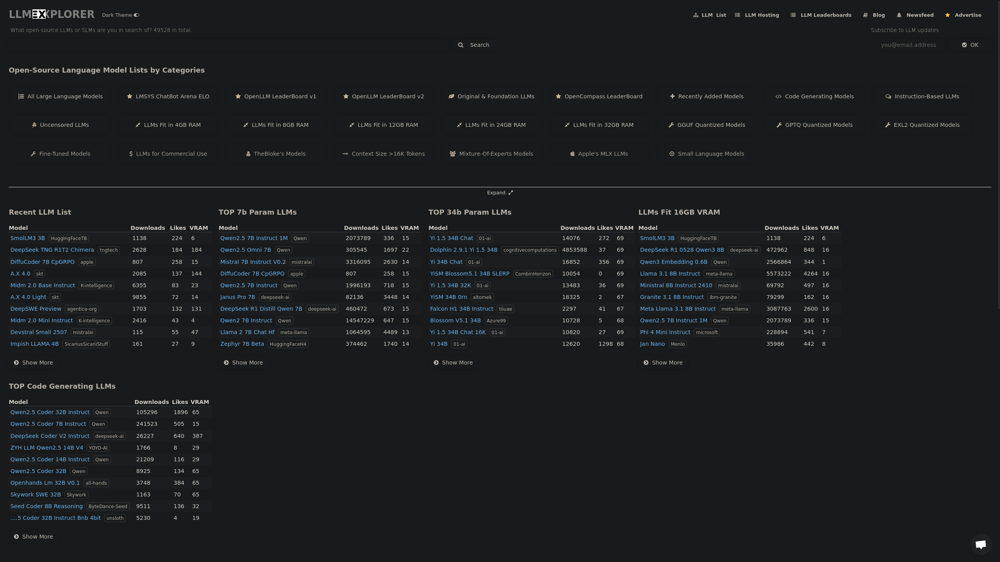 LLMEXPLORER Dark Theme LLM List LLM Hosting LLM Leaderboards Blog Newsfeed Advertise
What open-source LLMs or SLMs are you in search of? 49528 in total. Subscribe to LLM updates
Search you@email.address OK
Open-Source Language Model Lists by Categories
All Large Language Models LMSYS ChatBot Arena ELO OpenLLM LeaderBoard v1 OpenLLM LeaderBoard v2 Original & Foundation LLMs OpenCompass LeaderBoard Recently Added Models Code Generating Models Instruction-Based LLMs
Uncensored LLMs LLMs Fit in 4GB RAM LLMs Fit in 8GB RAM LLMs Fit in 12GB RAM LLMs Fit in 24GB RAM LLMs Fit in 32GB RAM GGUF Quantized Models GPTQ Quantized Models EXL2 Quantized Models
Fine-Tuned Models LLMs for Commercial Use TheBloke's Models Context Size >16K Tokens Mixture-Of-Experts Models Apple's MLX LLMs Small Language Models
Expand
Recent LLM List
Model Downloads Likes VRAM
SmolLM3 3B HuggingFaceTB 1138 224 6
DeepSeek TNG R1T2 Chimera tngtech 2628 184 184
DiffuCoder 7B CpGRPO apple 807 258 15
A.X 4.0 skt 2085 137 144
Midm 2.0 Base Instruct K-intelligence 6355 83 23
A.X 4.0 Light skt 9855 72 14
DeepSWE Preview agentica-org 1703 132 131
Midm 2.0 Mini Instruct K-intelligence 2416 43 4
Devstral Small 2507 mistralai 115 55 47
Impish LLAMA 4B SicariusSicariiStuff 161 27 9
Show More
TOP 7b Param LLMs
Model Downloads Likes VRAM
Qwen2.5 7B Instruct 1M Qwen 2073789 336 15
Qwen2.5 Omni 7B Qwen 305545 1697 22
Mistral 7B Instruct V0.2 mistralai 3316095 2630 14
DiffuCoder 7B CpGRPO apple 807 258 15
Qwen2.5 7B Instruct Qwen 1996193 718 15
Janus Pro 7B deepseek-ai 82136 3448 14
DeepSeek R1 Distill Qwen 7B deepseek-ai 460472 673 15
Qwen2 7B Instruct Qwen 14547229 647 15
Llama 2 7B Chat Hf meta-llama 1064595 4489 13
Zephyr 7B Beta HuggingFaceH4 374462 1740 14
Show More
TOP 34b Param LLMs
Model Downloads Likes VRAM
Yi 1.5 34B Chat 01-ai 14076 272 69
Dolphin 2.9.1 Yi 1.5 34B cognitivecomputations 4853588 37 69
Yi 34B Chat 01-ai 16852 356 69
YiSM Blossom5.1 34B SLERP CombinHorizon 10054 0 69
Yi 1.5 34B 32K 01-ai 13483 36 69
YiSM 34B 0rn altomek 18325 2 67
Falcon H1 34B Instruct tiiuae 2297 41 67
Blossom V5.1 34B Azure99 10728 5 68
Yi 1.5 34B Chat 16K 01-ai 10820 27 69
Yi 34B 01-ai 12620 1298 68
Show More
LLMs Fit 16GB VRAM
Model Downloads Likes VRAM
SmolLM3 3B HuggingFaceTB 1138 224 6
DeepSeek R1 0528 Qwen3 8B deepseek-ai 472962 848 16
Qwen3 Embedding 0.6B Qwen 2566864 344 1
Llama 3.1 8B Instruct meta-llama 5573222 4264 16
Ministral 8B Instruct 2410 mistralai 69792 497 16
Granite 3.1 8B Instruct ibm-granite 79299 162 16
Meta Llama 3.1 8B Instruct meta-llama 3087763 2600 16
Qwen2.5 7B Instruct 1M Qwen 2073789 336 15
Phi 4 Mini Instruct microsoft 228894 541 7
Jan Nano Menlo 35986 442 8
Show More
TOP Code Generating LLMs
Model Downloads Likes VRAM
Qwen2.5 Coder 32B Instruct Qwen 105296 1896 65
Qwen2.5 Coder 7B Instruct Qwen 241523 505 15
DeepSeek Coder V2 Instruct deepseek-ai 26227 640 387
ZYH LLM Qwen2.5 14B V4 YOYO-AI 1766 8 29
Qwen2.5 Coder 14B Instruct Qwen 21209 116 29
Qwen2.5 Coder 32B Qwen 8925 134 65
Openhands Lm 32B V0.1 all-hands 3748 384 65
Skywork SWE 32B Skywork 1163 70 65
Seed Coder 8B Reasoning ByteDance-Seed 9511 136 32
....5 Coder 32B Instruct Bnb 4bit unsloth 5230 4 19
Show More